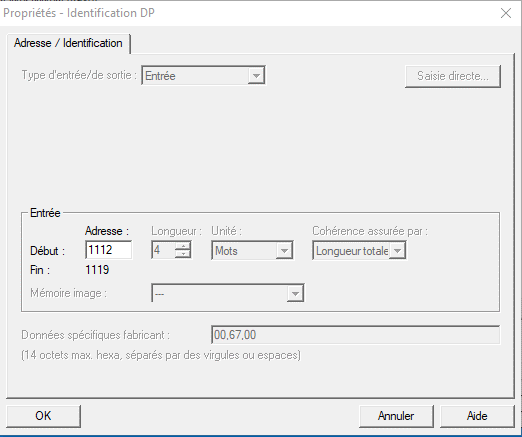 Propriétés - Identification DP
Adresse / Identification
Type d'entrée/de sortie : Entrée Saisie directe...
Entrée
Adresse : Longueur : Unité : Cohérence assurée par :
Début : 1112 4 Mots Longueur totale
Fin : 1119
Mémoire image : ---
Données spécifiques fabricant : 00,67,00
(14 octets max. hexa, séparés par des virgules ou espaces)
OK Annuler Aide